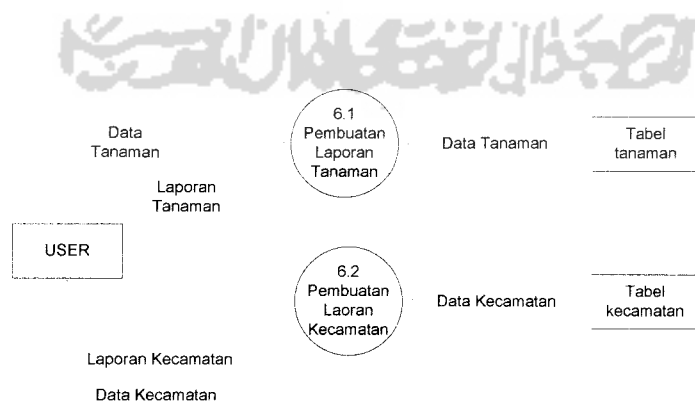 6.1
Pembuatan
Laporan
Tanaman
Data
Tanaman
Data Tanaman
Tabel
tanaman
Laporan
Tanaman
USER
6.2
Pembuatan
Laoran
Kecamatan
Data Kecamatan
Tabel
kecamatan
Laporan Kecamatan
Data Kecamatan